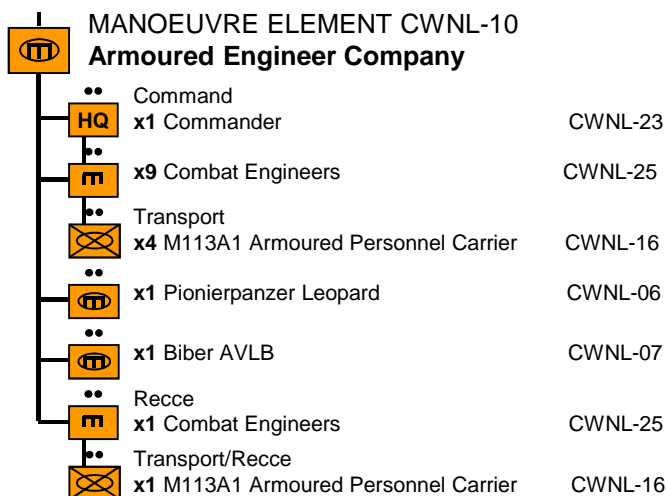 MANOEUVRE ELEMENT CWNL-10
Armoured Engineer Company
Command
HQ x1 Commander CWNL-23
x9 Combat Engineers CWNL-25
Transport
x4 M113A1 Armoured Personnel Carrier CWNL-16
x1 Pionierpanzer Leopard CWNL-06
x1 Biber AVLB CWNL-07
Recce
x1 Combat Engineers CWNL-25
Transport/Recce
x1 M113A1 Armoured Personnel Carrier CWNL-16